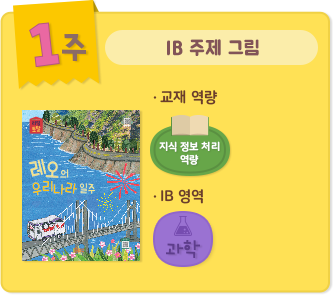 1주
IB 주제 그림
· 교재 역량
지식 정보 처리
역량
레오의
우리나라 일주
· IB 영역
과학